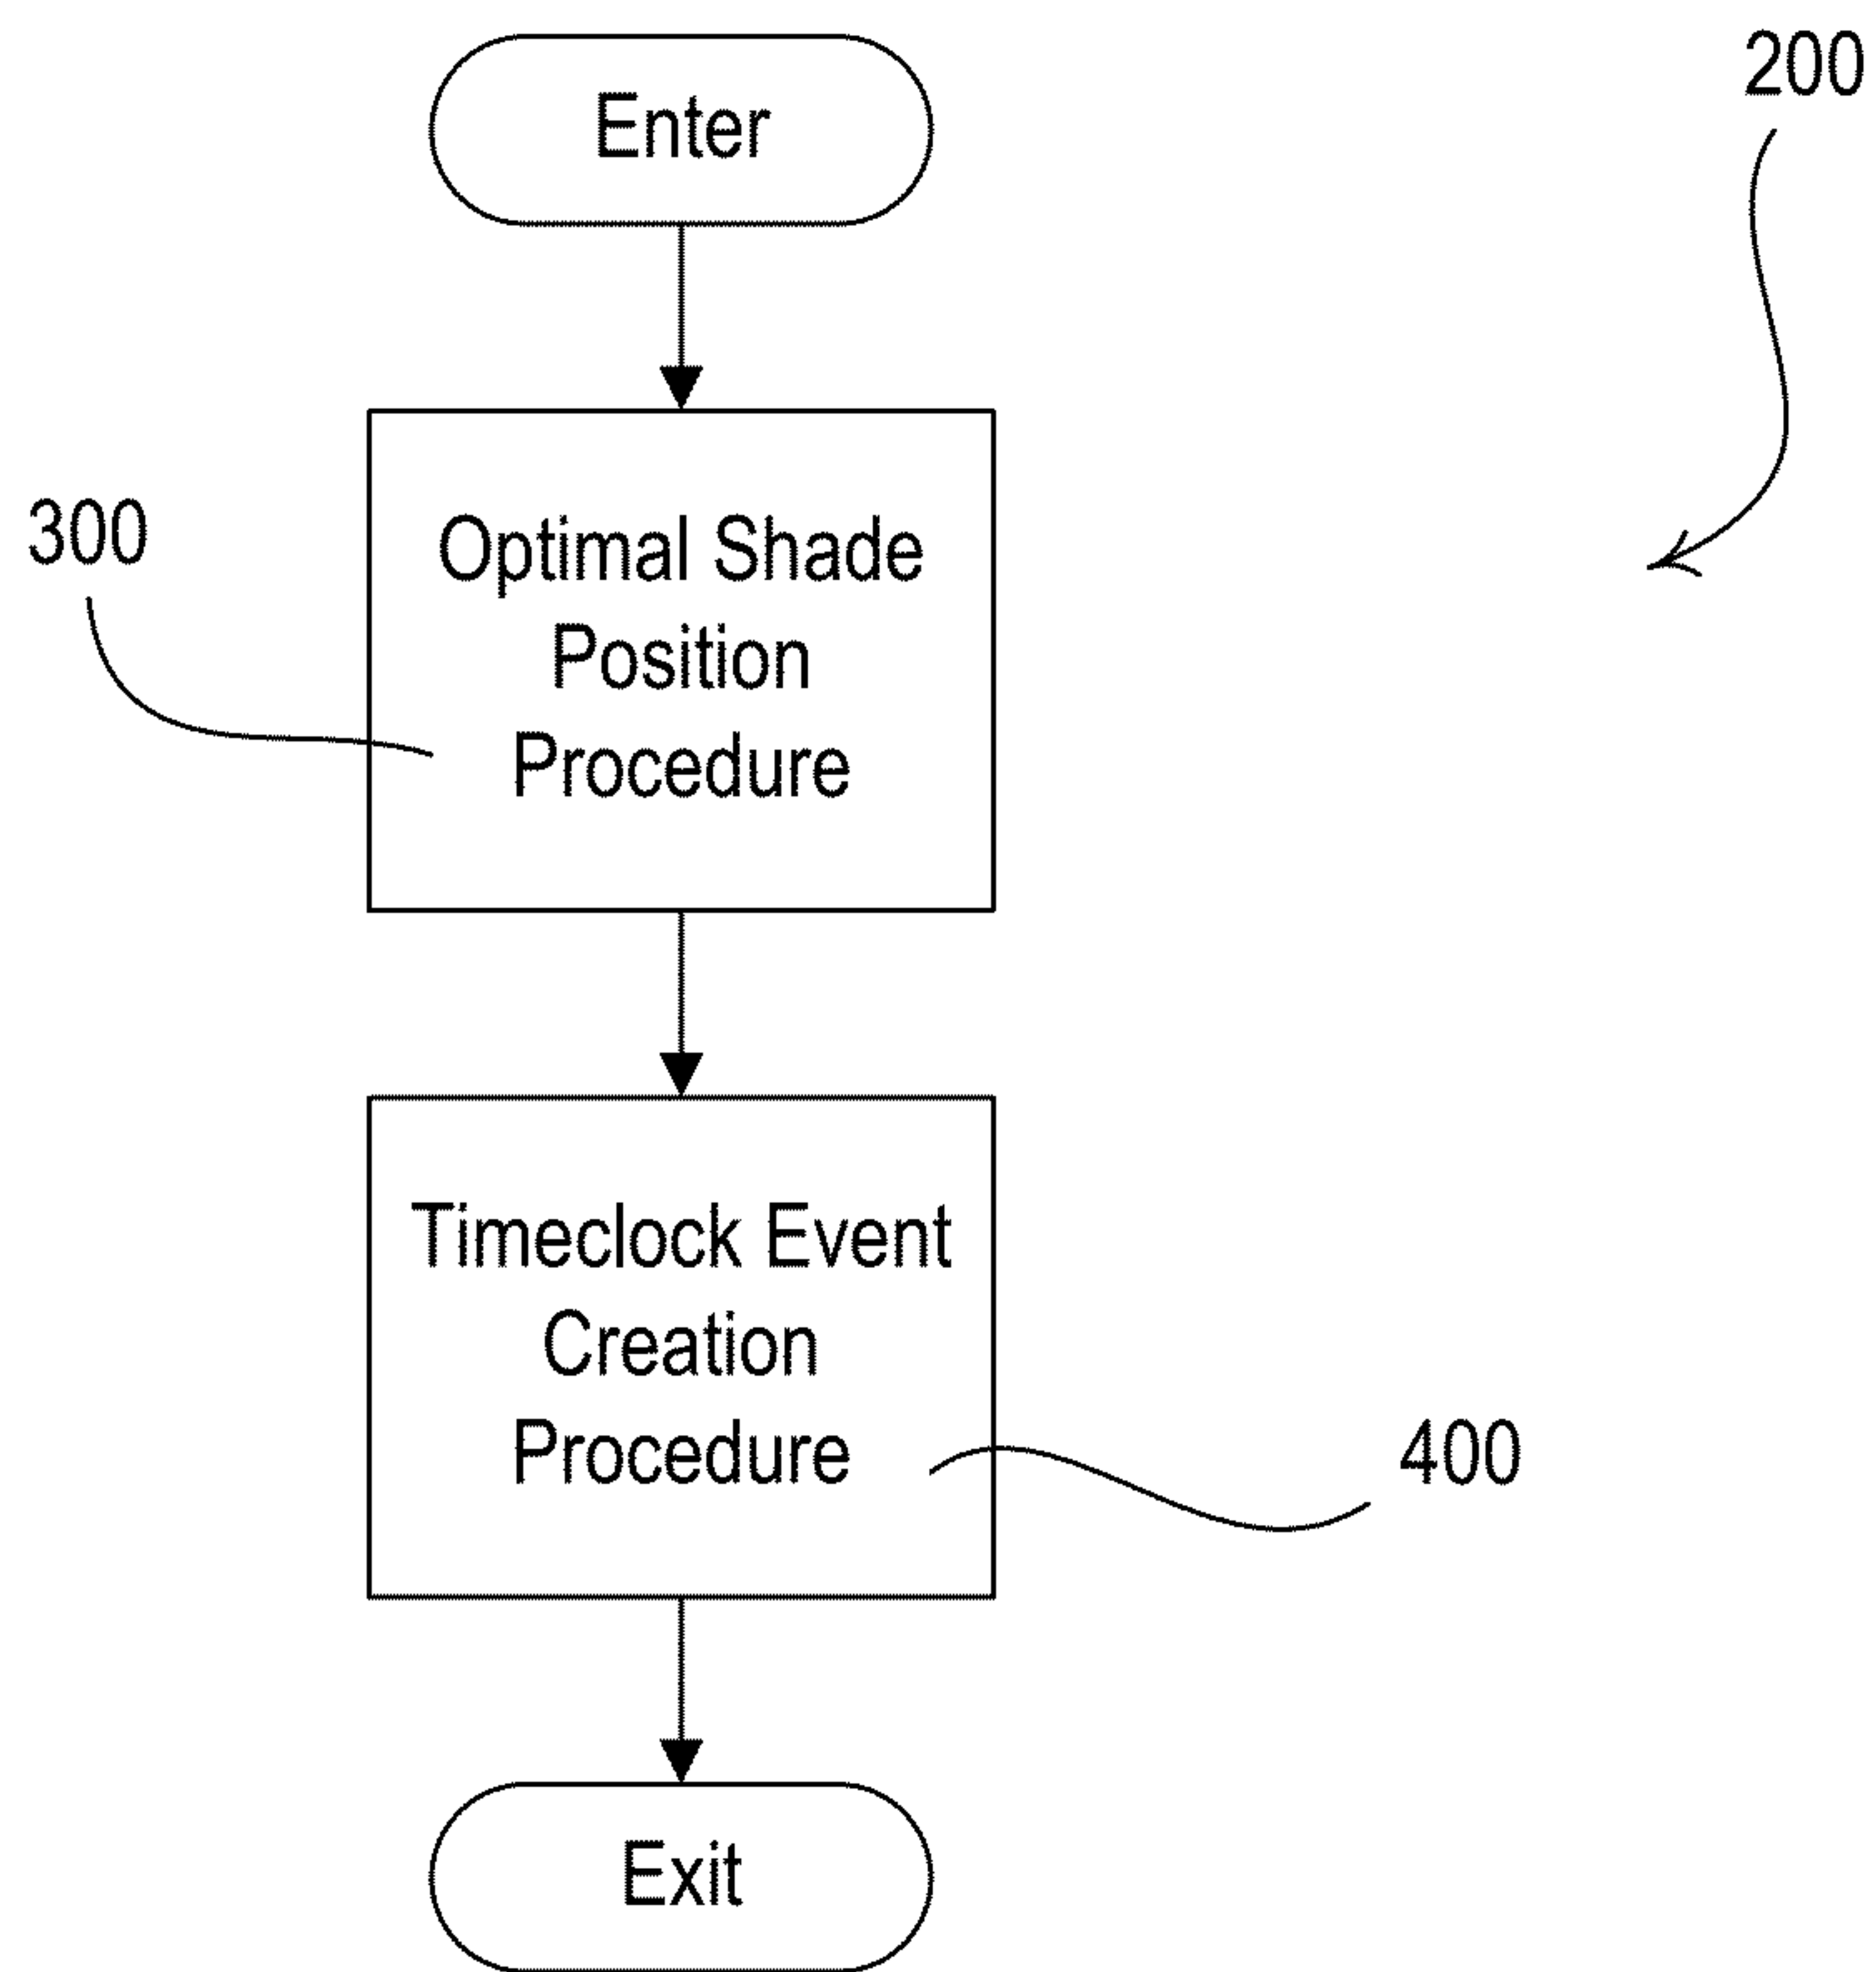 Enter
200
300
Optimal Shade
Position
Procedure
Timeclock Event
Creation
Procedure
400
Exit